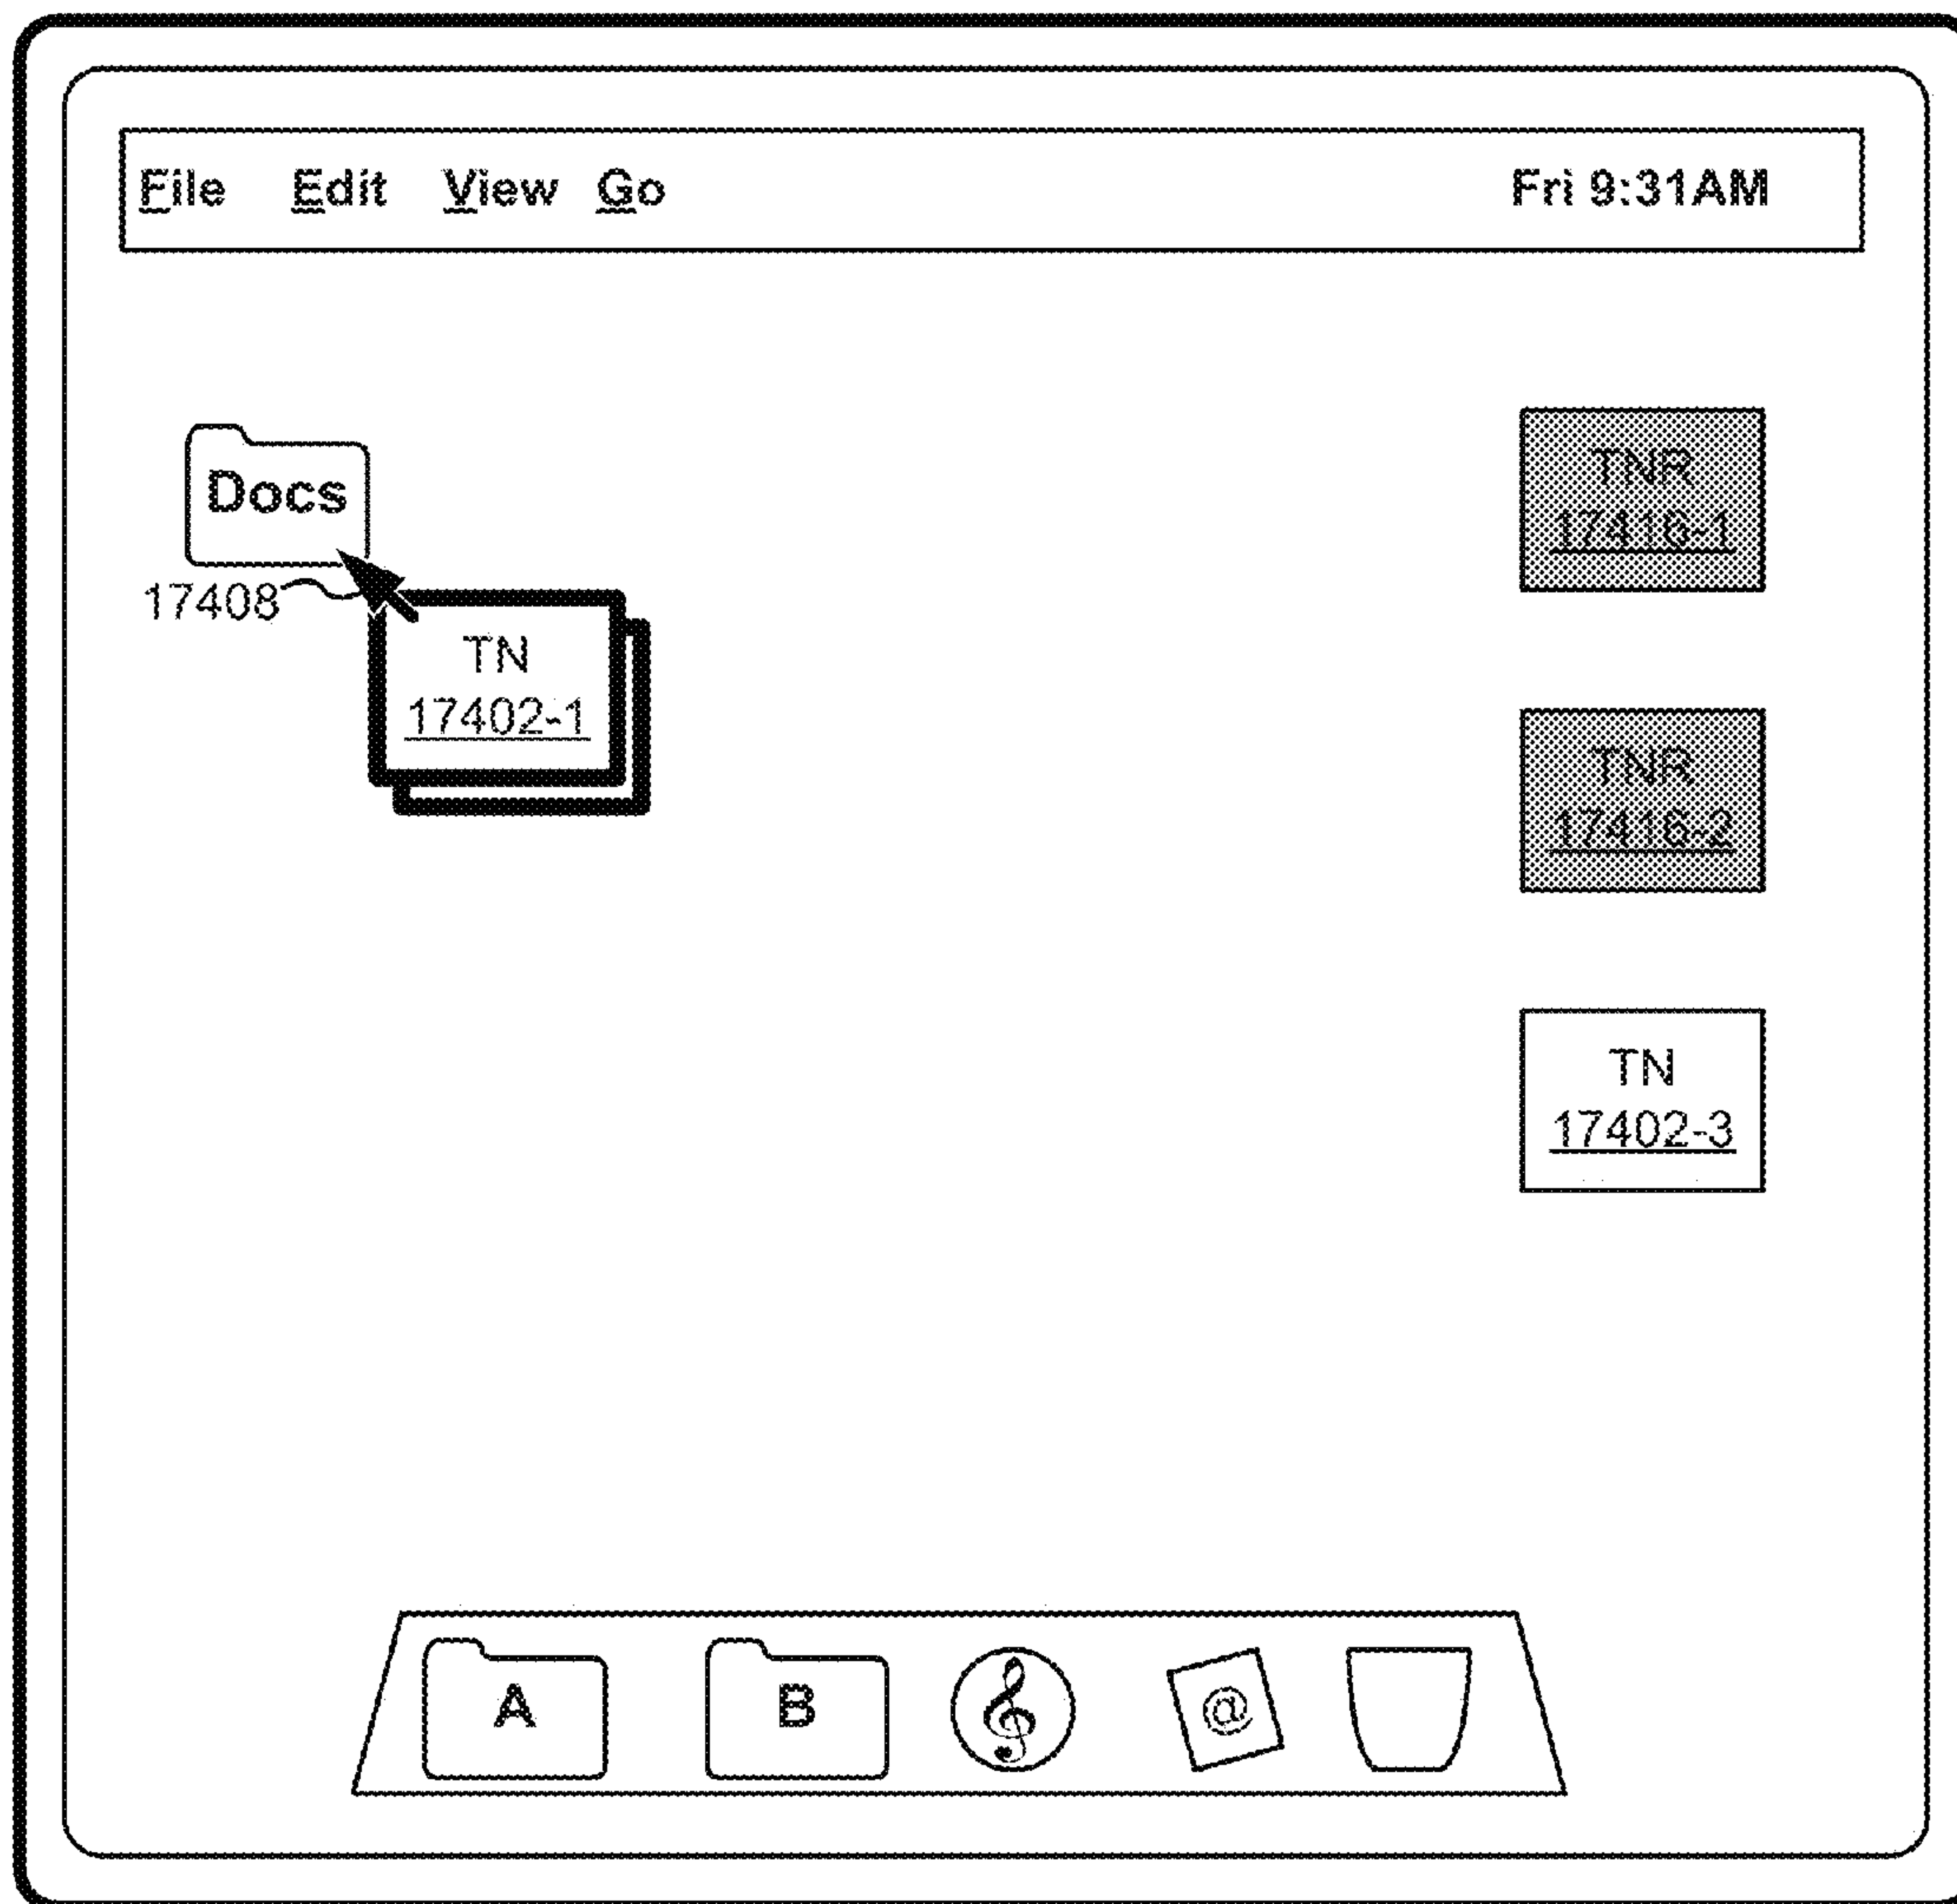 File Edit View Go Fri 9:31AM
Docs
17408
TN
17402-1
TNR
17416-1
TNR
17416-2
TN
17402-3
A B @